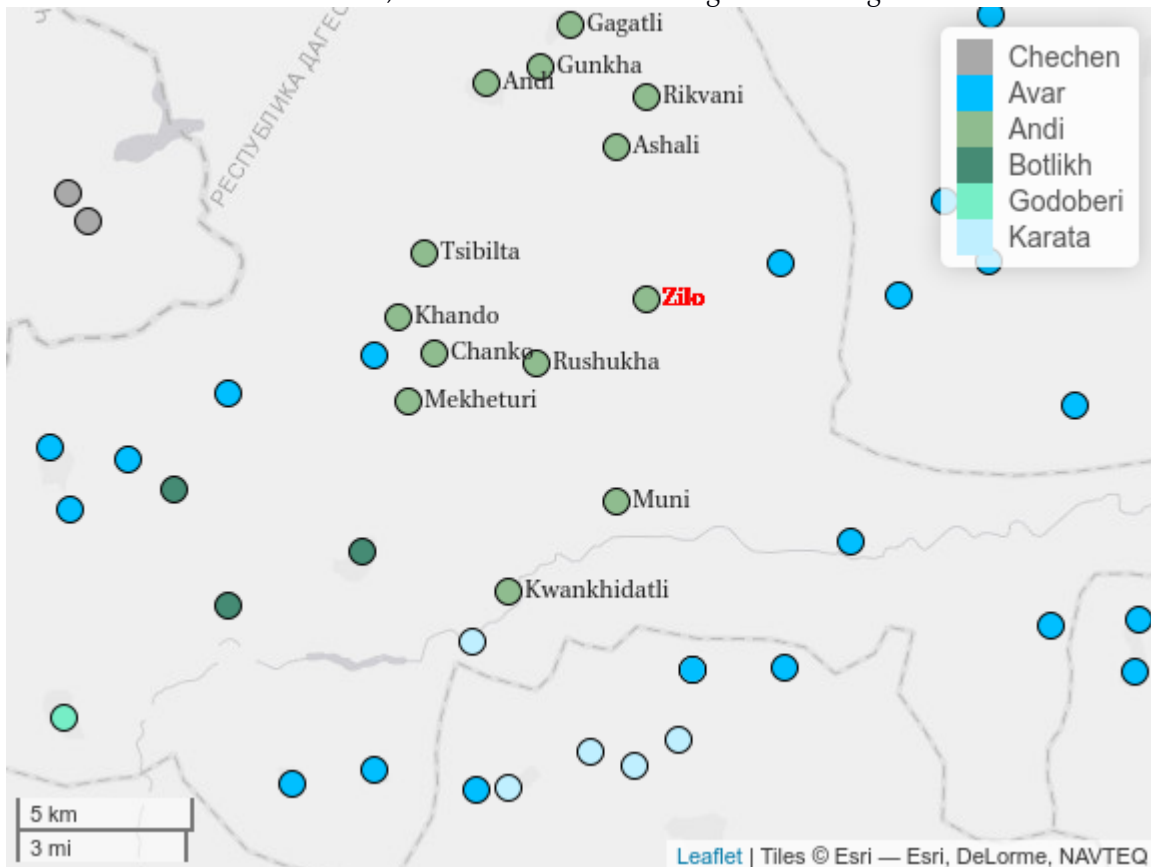 Gagatli
Gunkha
Andi
Rikvani
Ashali
РЕСПУБЛИКА ДАГЕС
Chechen
Avar
Andi
Botlikh
Godoberi
Karata
Tsibilta
Zilo
Khando
Chanko
Rushukha
Mekheturi
Muni
Kwankhidatli
5 km
3 mi
Leaflet | Tiles © Esri — Esri, DeLorme, NAVTEQ